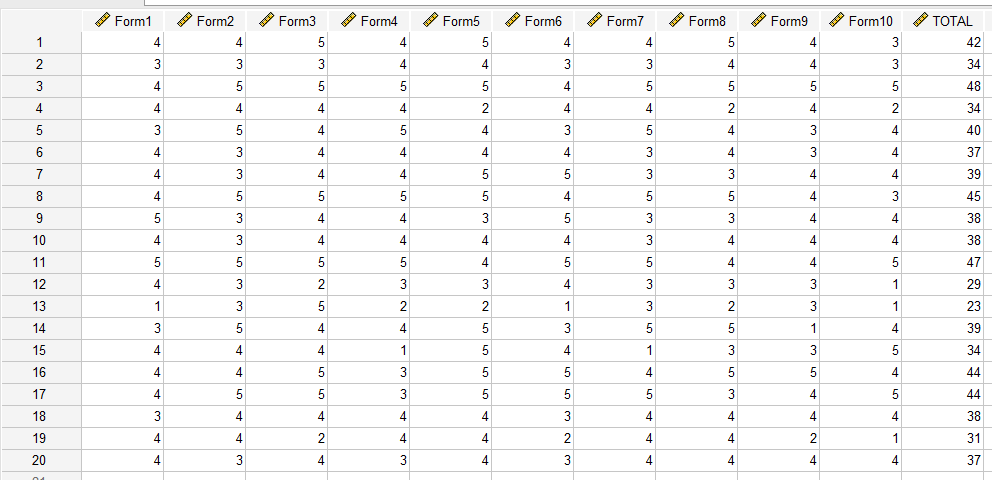 Form1 Form2 Form3 Form4 Form5 Form6 Form7 Form8 Form9 Form10 TOTAL
1 4 4 5 4 5 4 4 5 4 3 42
2 3 3 3 4 4 3 3 4 4 3 34
3 4 5 5 5 5 4 5 5 5 5 48
4 4 4 4 4 2 4 4 2 4 2 34
5 3 5 4 5 4 3 5 4 3 4 40
6 4 3 4 4 4 4 3 4 3 4 37
7 4 3 4 4 5 5 3 3 4 4 39
8 4 5 5 5 5 4 5 5 4 3 45
9 5 3 4 4 3 5 3 3 4 4 38
10 4 3 4 4 4 4 3 4 4 4 38
11 5 5 5 5 4 5 5 4 4 5 47
12 4 3 2 3 3 4 3 3 3 1 29
13 1 3 5 2 2 1 3 2 3 1 23
14 3 5 4 4 5 3 5 5 1 4 39
15 4 4 4 1 5 4 1 3 3 5 34
16 4 4 5 3 5 5 4 5 5 4 44
17 4 5 5 3 5 5 5 3 4 5 44
18 3 4 4 4 4 3 4 4 4 4 38
19 4 4 2 4 4 2 4 4 2 1 31
20 4 3 4 3 4 3 4 4 4 4 37